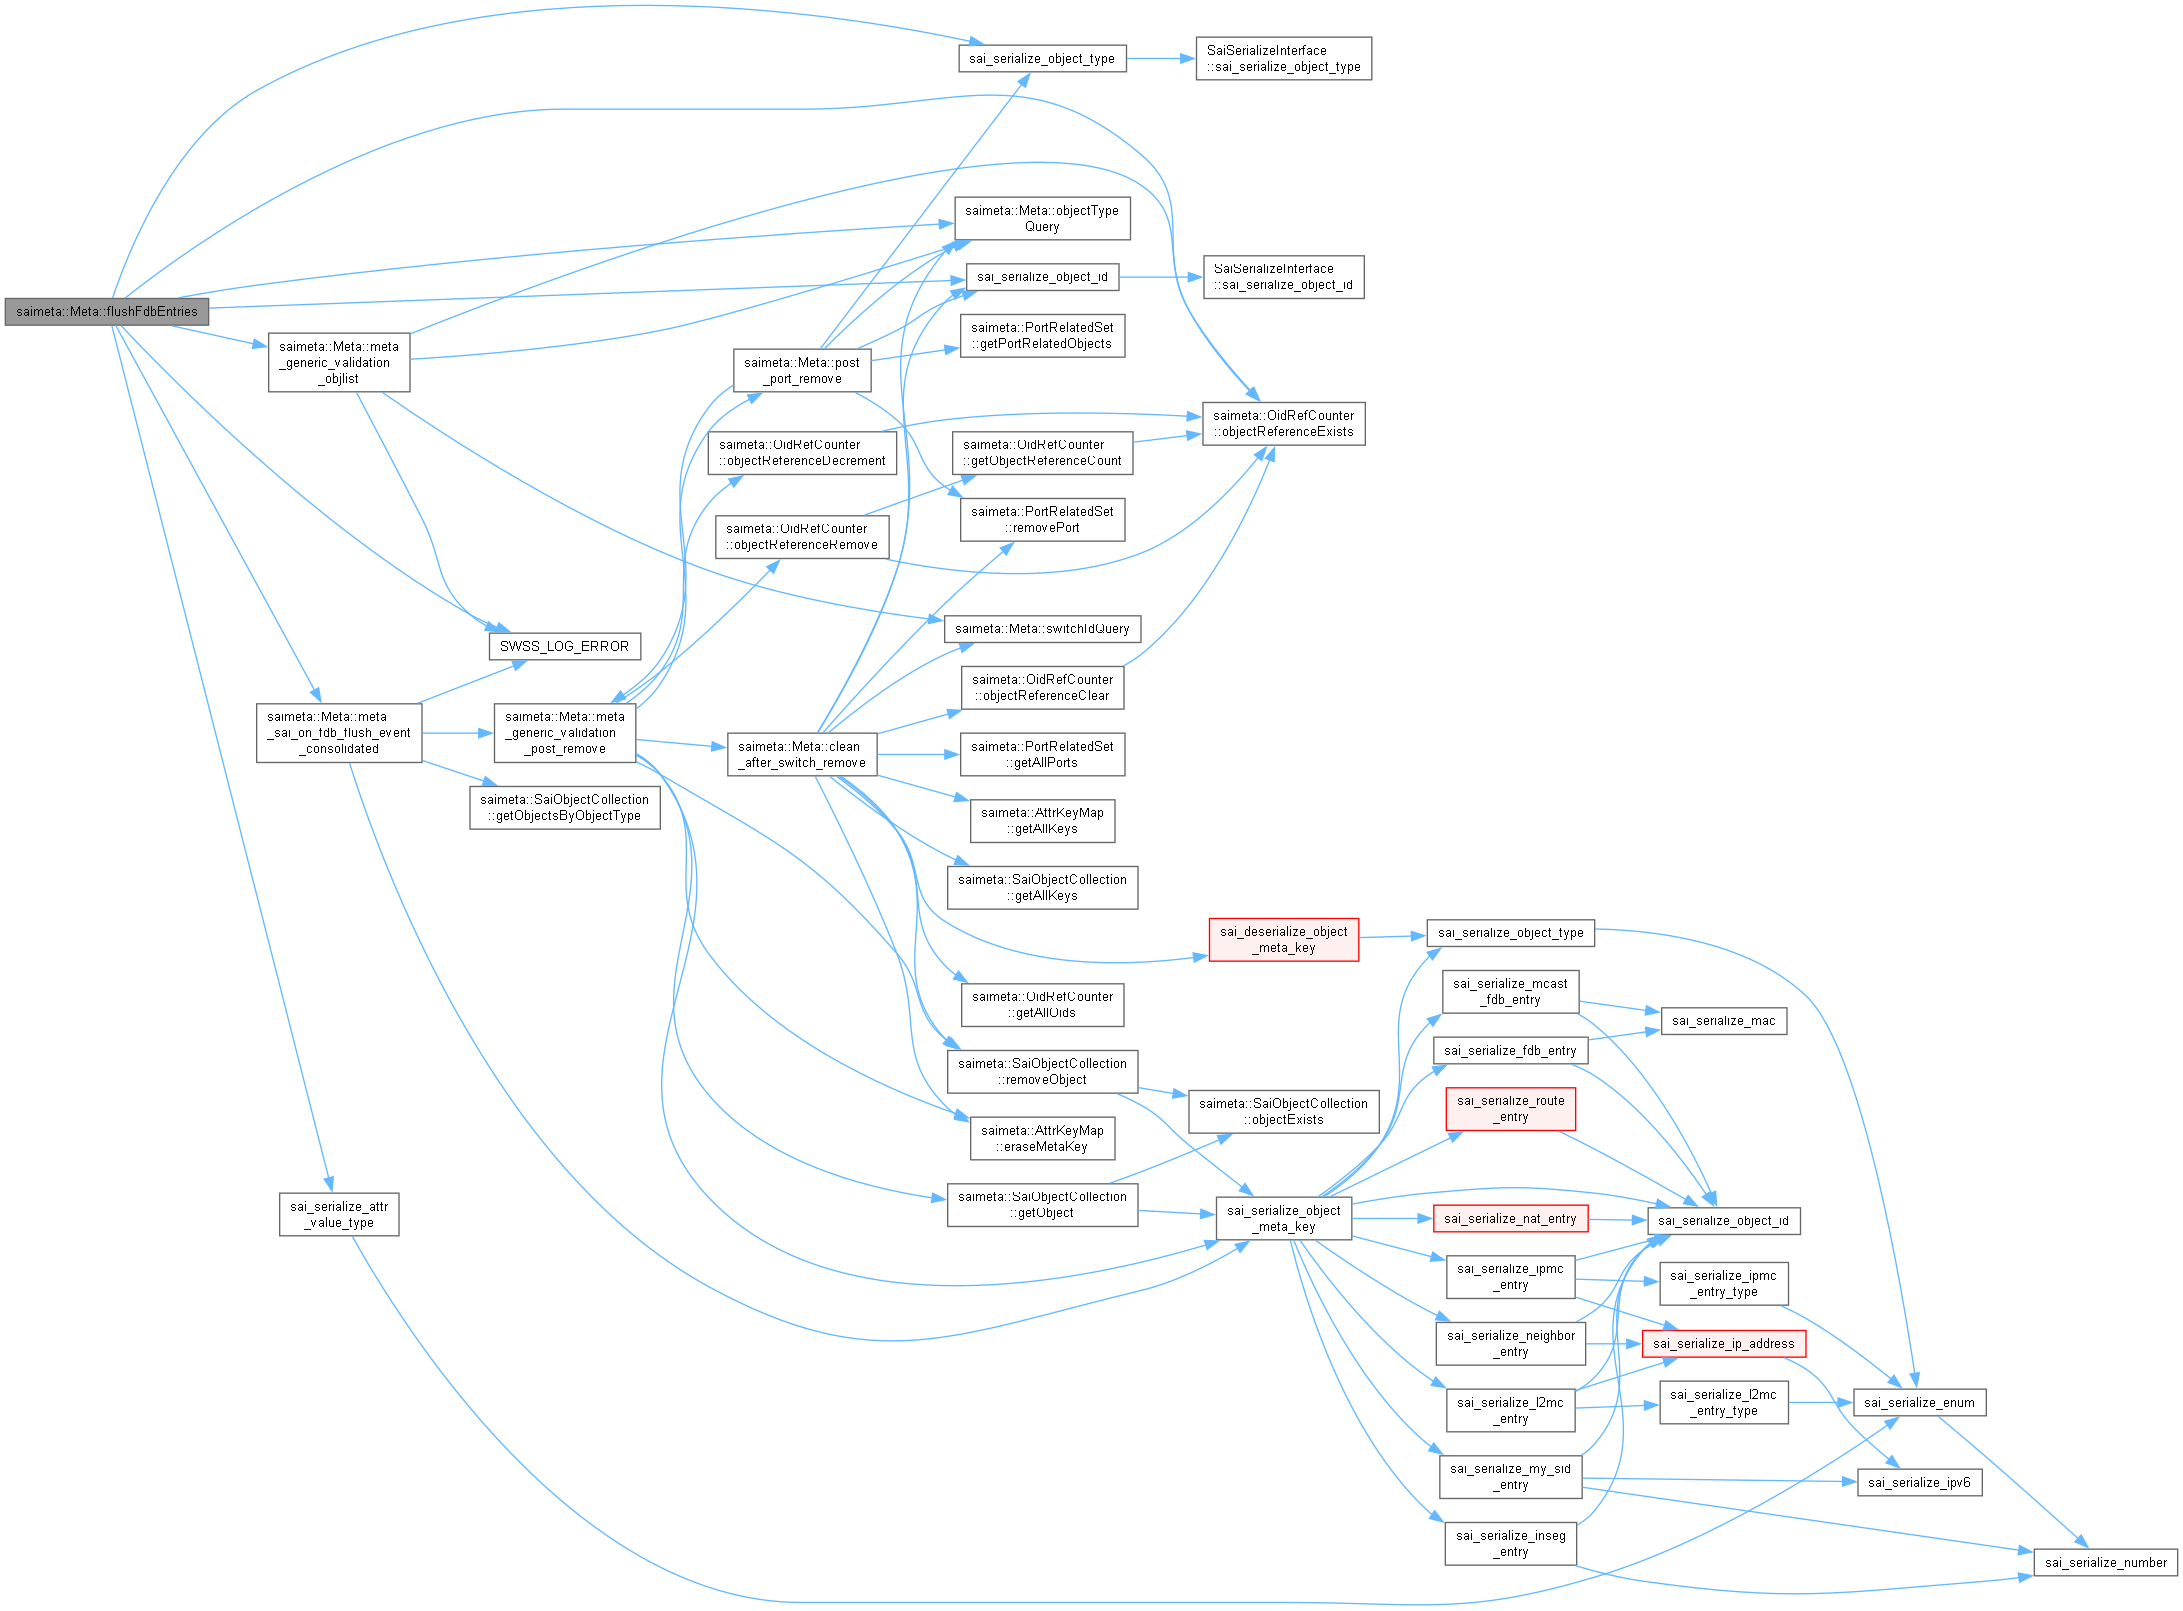 saimeta::Meta::flushFdbEntries
saimeta::Meta::meta
_generic_validation
_objlist
saimeta::Meta::meta
_sai_on_fdb_flush_event
_consolidated
sai_serialize_attr
_value_type
SWSS_LOG_ERROR
saimeta::Meta::meta
_generic_validation
_post_remove
saimeta::SaiObjectCollection
::getObjectsByObjectType
saimeta::Meta::post
_port_remove
saimeta::OidRefCounter
::objectReferenceDecrement
saimeta::OidRefCounter
::objectReferenceRemove
saimeta::Meta::clean
_after_switch_remove
sai_serialize_object_type
saimeta::Meta::objectType
Query
sai_serialize_object_id
saimeta::PortRelatedSet
::getPortRelatedObjects
saimeta::OidRefCounter
::getObjectReferenceCount
saimeta::PortRelatedSet
::removePort
saimeta::Meta::switchIdQuery
saimeta::OidRefCounter
::objectReferenceClear
saimeta::PortRelatedSet
::getAllPorts
saimeta::AttrKeyMap
::getAllKeys
saimeta::SaiObjectCollection
::getAllKeys
saimeta::OidRefCounter
::getAllOids
saimeta::SaiObjectCollection
::removeObject
saimeta::AttrKeyMap
::eraseMetaKey
saimeta::SaiObjectCollection
::getObject
SaiSerializeInterface
::sai_serialize_object_type
SaiSerializeInterface
::sai_serialize_object_id
saimeta::OidRefCounter
::objectReferenceExists
sai_deserialize_object
_meta_key
saimeta::SaiObjectCollection
::objectExists
sai_serialize_object
_meta_key
sai_serialize_object_type
sai_serialize_mcast
_fdb_entry
sai_serialize_fdb_entry
sai_serialize_route
_entry
sai_serialize_nat_entry
sai_serialize_ipmc
_entry
sai_serialize_neighbor
_entry
sai_serialize_l2mc
_entry
sai_serialize_my_sid
_entry
sai_serialize_inseg
_entry
sai_serialize_mac
sai_serialize_object_id
sai_serialize_ipmc
_entry_type
sai_serialize_ip_address
sai_serialize_l2mc
_entry_type
sai_serialize_enum
sai_serialize_ipv6
sai_serialize_number